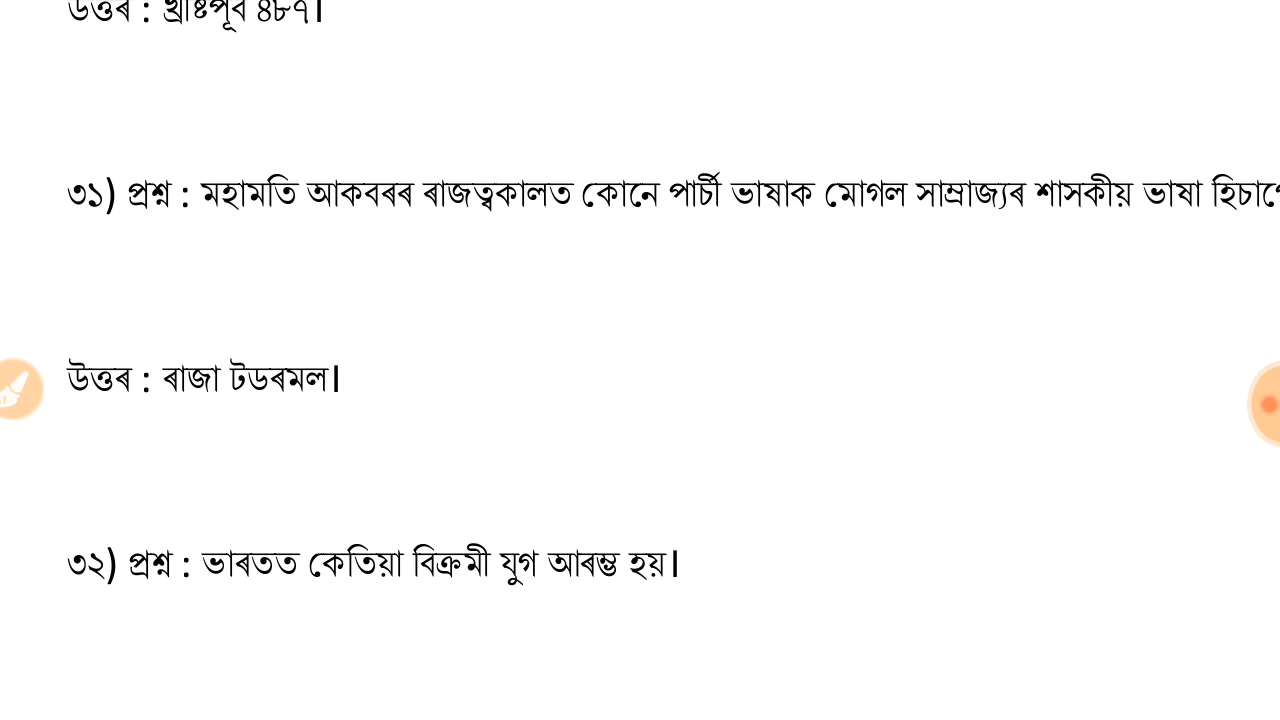 উত্তৰ : খ্ৰীষ্টপূৰ্ব ৪৮৭।
৩১) প্ৰশ্ন : মহামতি আকবৰৰ ৰাজত্বকালত কোনে পাৰ্চী ভাষাক মোগল সাম্ৰাজ্যৰ শাসকীয় ভাষা
উত্তৰ : ৰাজা টডৰমল।
৩২) প্ৰশ্ন : ভাৰতত কেতিয়া বিক্ৰমী যুগ আৰম্ভ হয়।